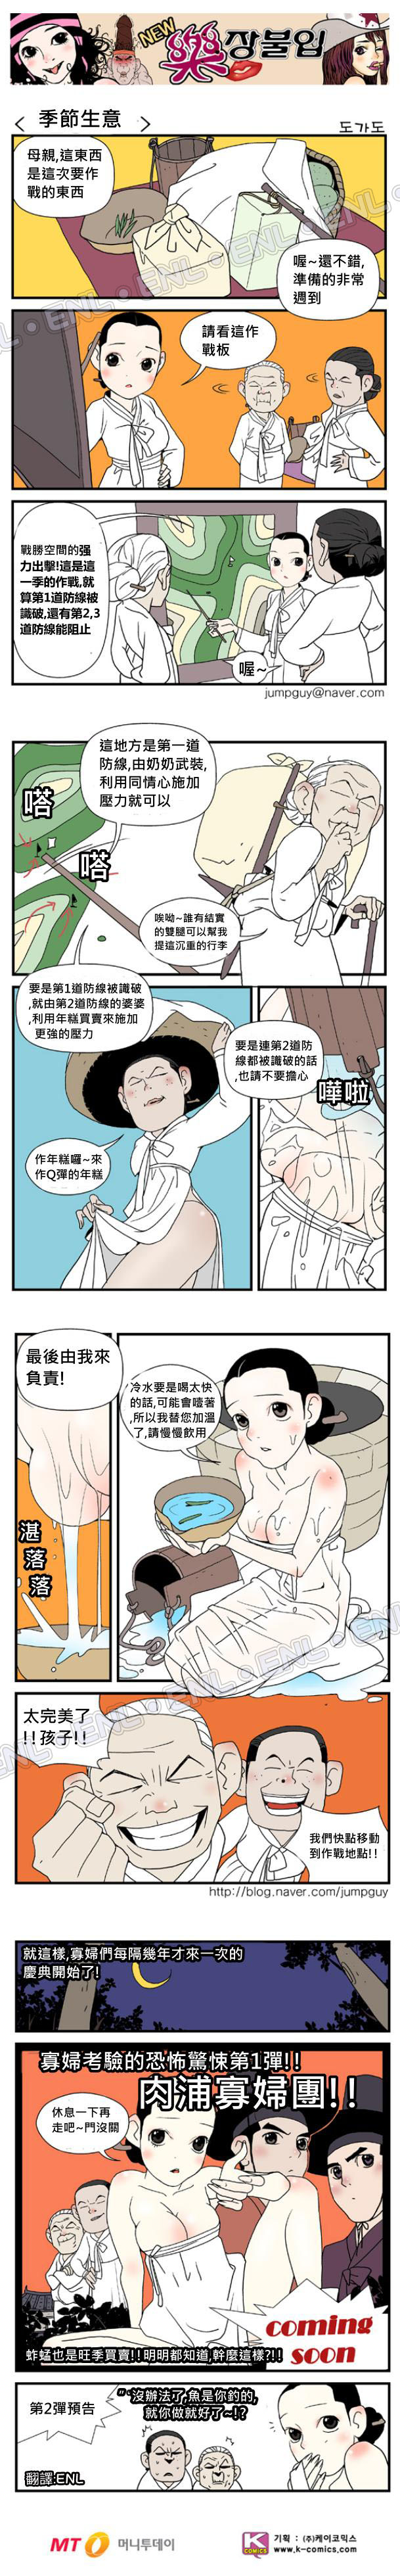 NEW 樂 장불입
< 季節生意 >
도가도
母親,這東西
是這次要作
戰的東西
喔~還不錯,
準備的非常
週到
請看這作
戰板
戰勝空間的强
力出擊!這是這
一季的作戰,就
算第1道防線被
識破,還有第2,3
道防線能阻止
喔~
jumpguy@naver.com
這地方是第一道
防線,由奶奶武裝,
利用同情心施加
壓力就可以
嗒
嗒
唉呦~誰有結實
的雙腿可以幫我
提這沉重的行李
要是第1道防線被識破
,就由第2道防線的婆婆
,利用年糕買賣來施加
更強的壓力
要是連第2道防
線都被識破的話
,也請不要擔心
嘩啦
作年糕囉~來
作Q彈的年糕
最後由我來
負責!
冷水要是喝太快
的話,可能會嗆著
,所以我替您加溫
了,請慢慢飲用
湛
落
落
太完美了
!!孩子!!
我們快點移動
到作戰地點!!
http://blog.naver.com/jumpguy
就這樣,寡婦們每隔幾年才來一次的
慶典開始了!
寡婦考驗的恐怖驚悚第1彈!!
肉浦寡婦團!!
休息一下再
走吧~門沒關
coming
soon
蚱蜢也是旺季買賣!!明明都知道,幹麼這樣?!!
第2彈預告
沒辦法了,魚是你釣的,
就你做就好了~!?
翻譯:ENL
MT 머니투데이
기획 : (주)케이코믹스
www.k-comics.com
K COMICS